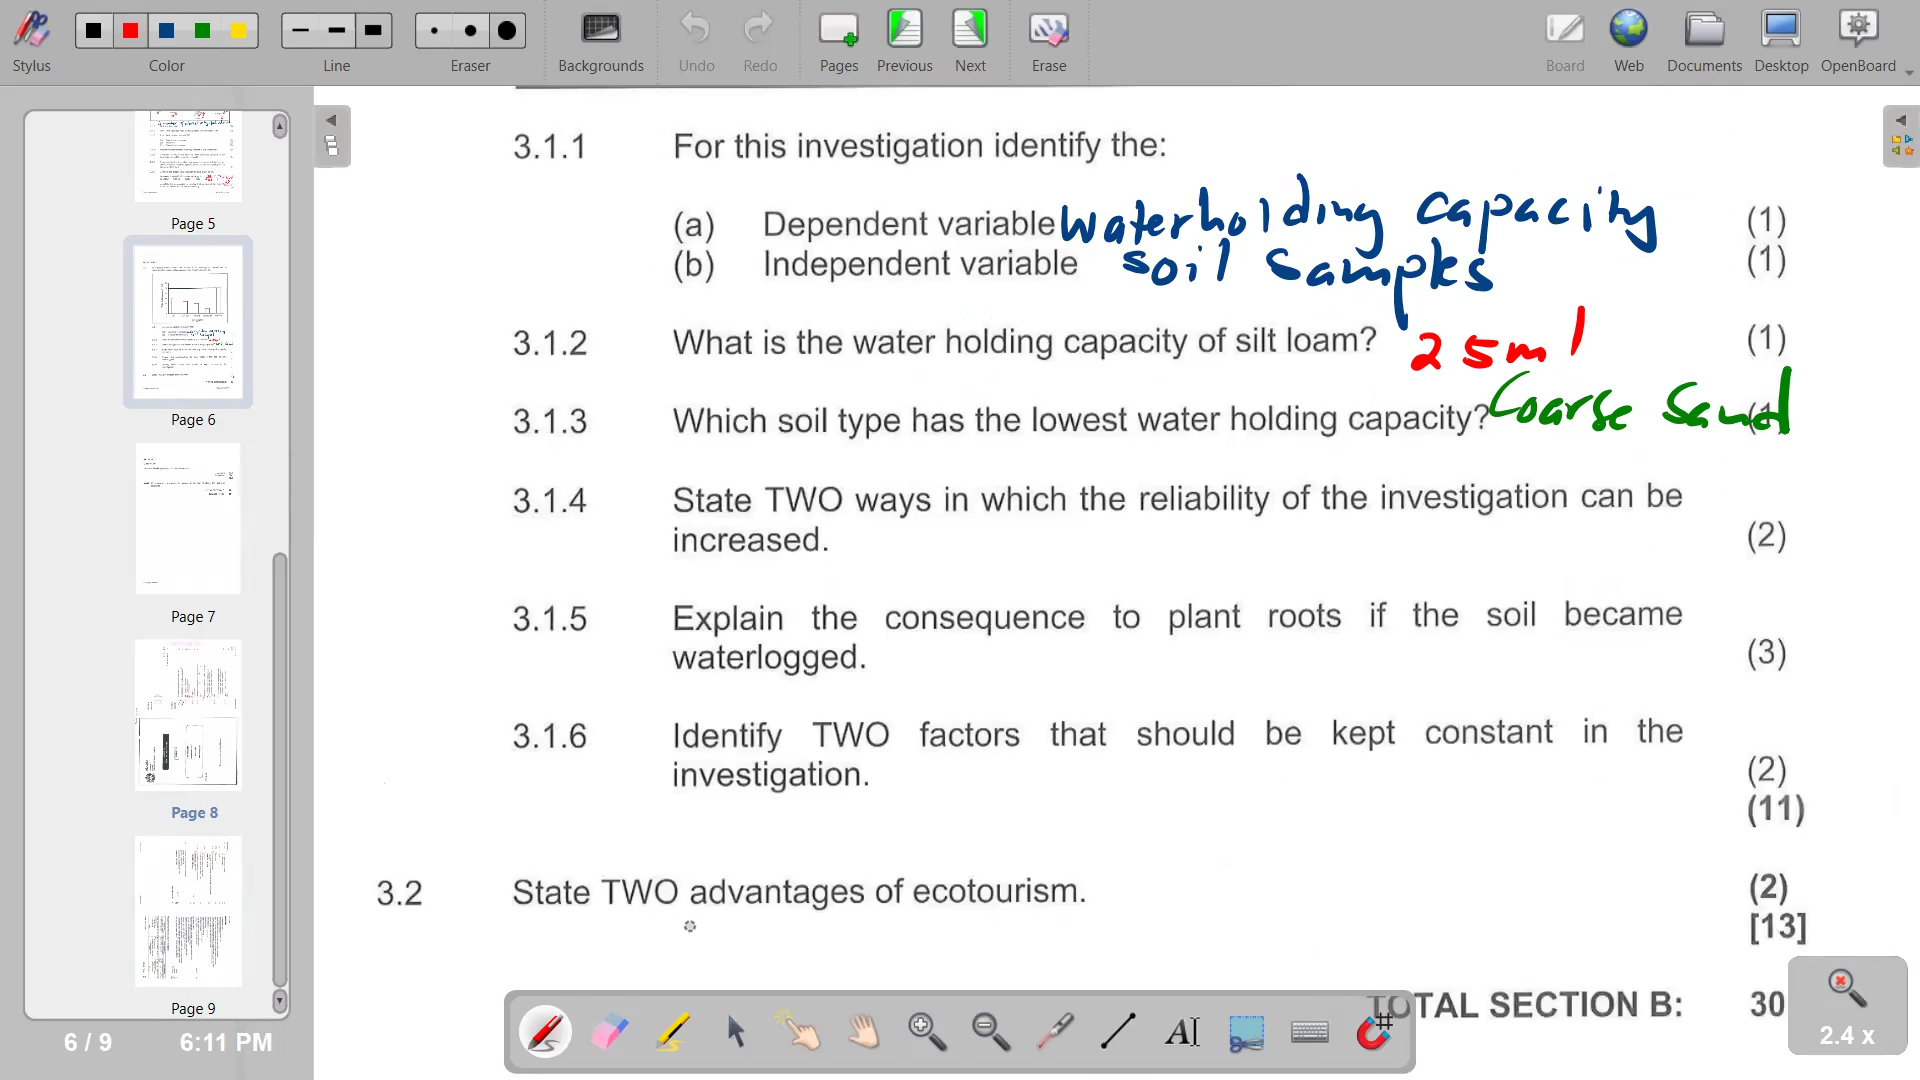 Stylus
Color
Line
Eraser
Backgrounds
Undo
Redo
Pages
Previous
Next
Erase
Board
Web
Documents
Desktop
OpenBoard
Page 5
Page 6
Page 7
Page 8
Page 9
6 / 9 6:11 PM
3.1.1 For this investigation identify the:
(a) Dependent variable waterholding capacity (1)
(b) Independent variable soil samples (1)
3.1.2 What is the water holding capacity of silt loam? 25ml (1)
3.1.3 Which soil type has the lowest water holding capacity? Coarse sand (1)
3.1.4 State TWO ways in which the reliability of the investigation can be
increased. (2)
3.1.5 Explain the consequence to plant roots if the soil became
waterlogged. (3)
3.1.6 Identify TWO factors that should be kept constant in the
investigation. (2)
(11)
3.2 State TWO advantages of ecotourism. (2)
[13]
TOTAL SECTION B: 30
2.4 x